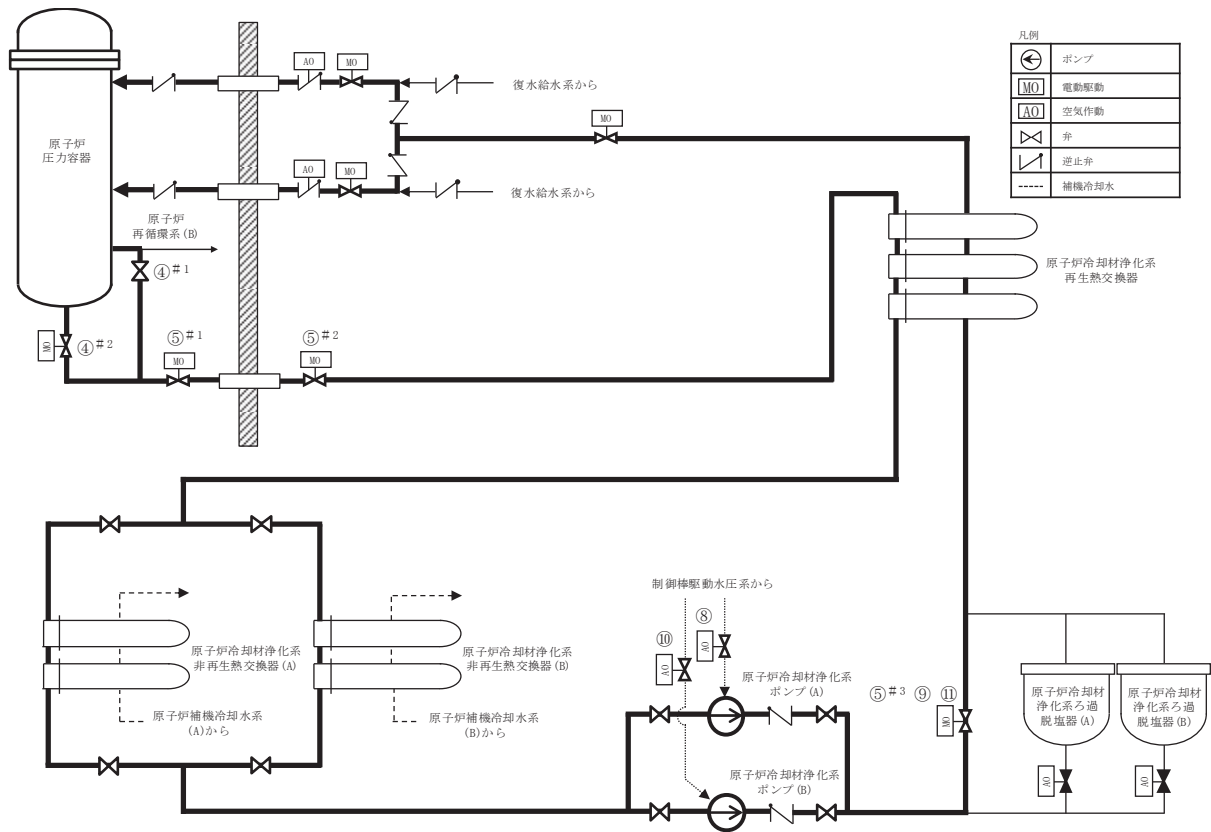 原子炉
圧力容器
AO
MO
復水給水系から
AO
MO
復水給水系から
原子炉
再循環系(B)
④#1
MO
④#2
⑤#1
MO
⑤#2
MO
MO
凡例
ポンプ
MO 電動駆動
AO 空気作動
弁
逆止弁
補機冷却水
原子炉冷却材浄化系
再生熱交換器
原子炉冷却材浄化系
非再生熱交換器(A)
原子炉補機冷却水系
(A)から
原子炉冷却材浄化系
非再生熱交換器(B)
原子炉補機冷却水系
(B)から
制御棒駆動水圧系から
⑧
AO
⑩
AO
原子炉冷却材浄化系
ポンプ(A)
原子炉冷却材浄化系
ポンプ(B)
⑤#3 ⑨ ⑪
MO
原子炉冷却材
浄化系ろ過
脱塩器(A)
AO
原子炉冷却材
浄化系ろ過
脱塩器(B)
AO